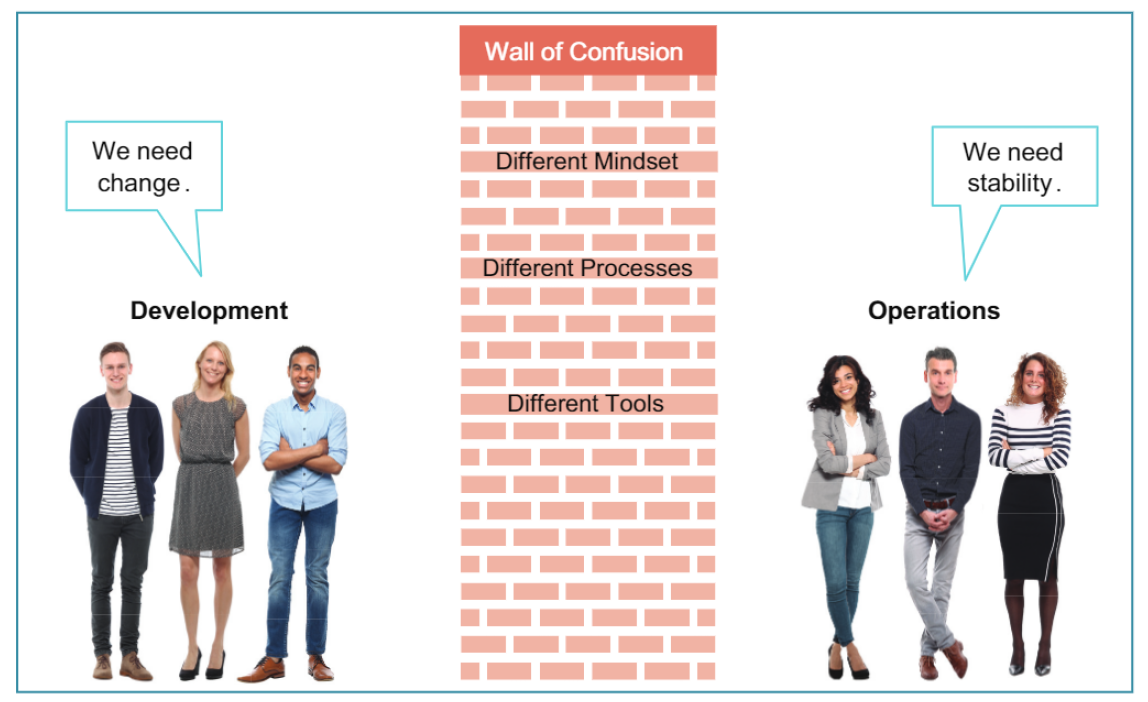 Wall of Confusion
We need
change.
We need
stability.
Different Mindset
Different Processes
Development
Operations
Different Tools